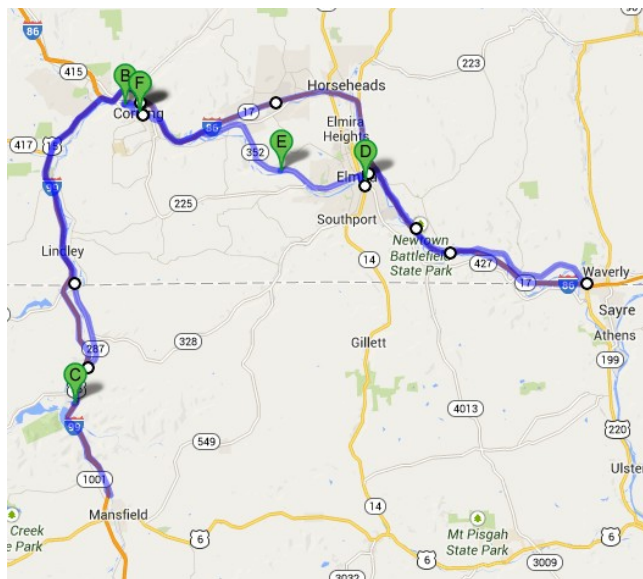 86
415
B
F
Corning
Horseheads
223
17
86
352
Elmira
Heights
417
15
99
E
D
Elmira
225
Southport
14
Newtown
Battlefield
State Park
427
17
86
Waverly
Sayre
Athens
199
Lindley
287
328
Gillett
C
99
549
4013
220
1001
Ulster
Mansfield
14
Creek
e Park
6
6
Mt Pisgah
State Park
6
3032
3009